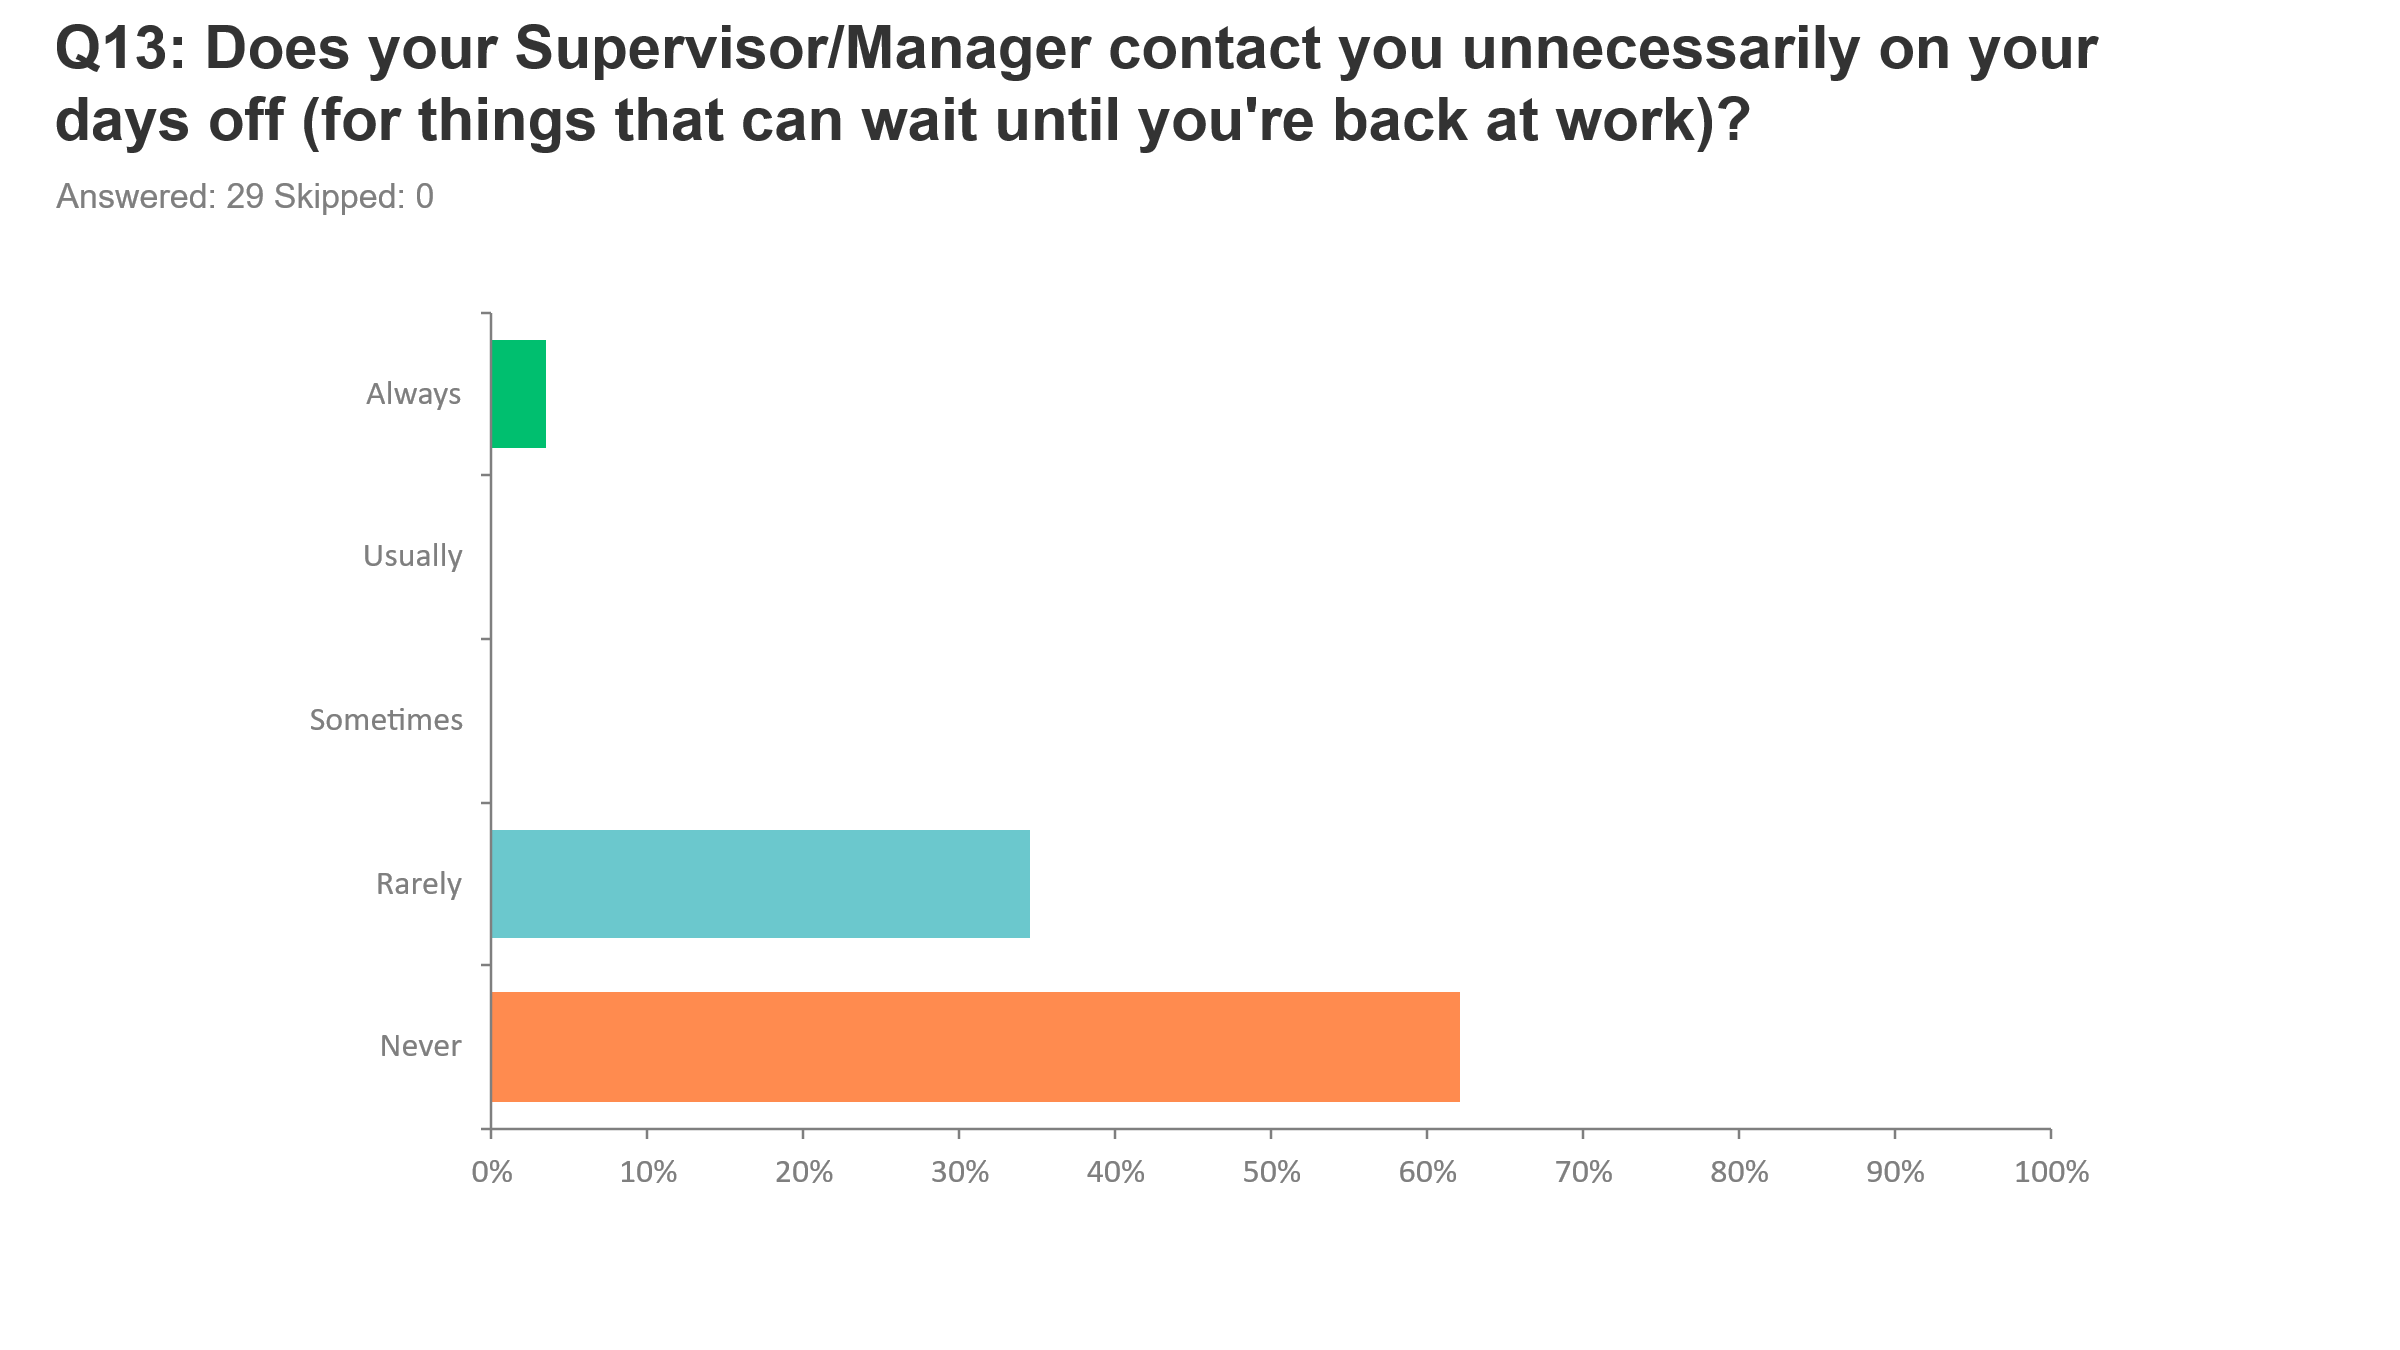 Q13: Does your Supervisor/Manager contact you unnecessarily on your
days off (for things that can wait until you're back at work)?
Answered: 29 Skipped: 0
Always
Usually
Sometimes
Rarely
Never
0% 10% 20% 30% 40% 50% 60% 70% 80% 90% 100%